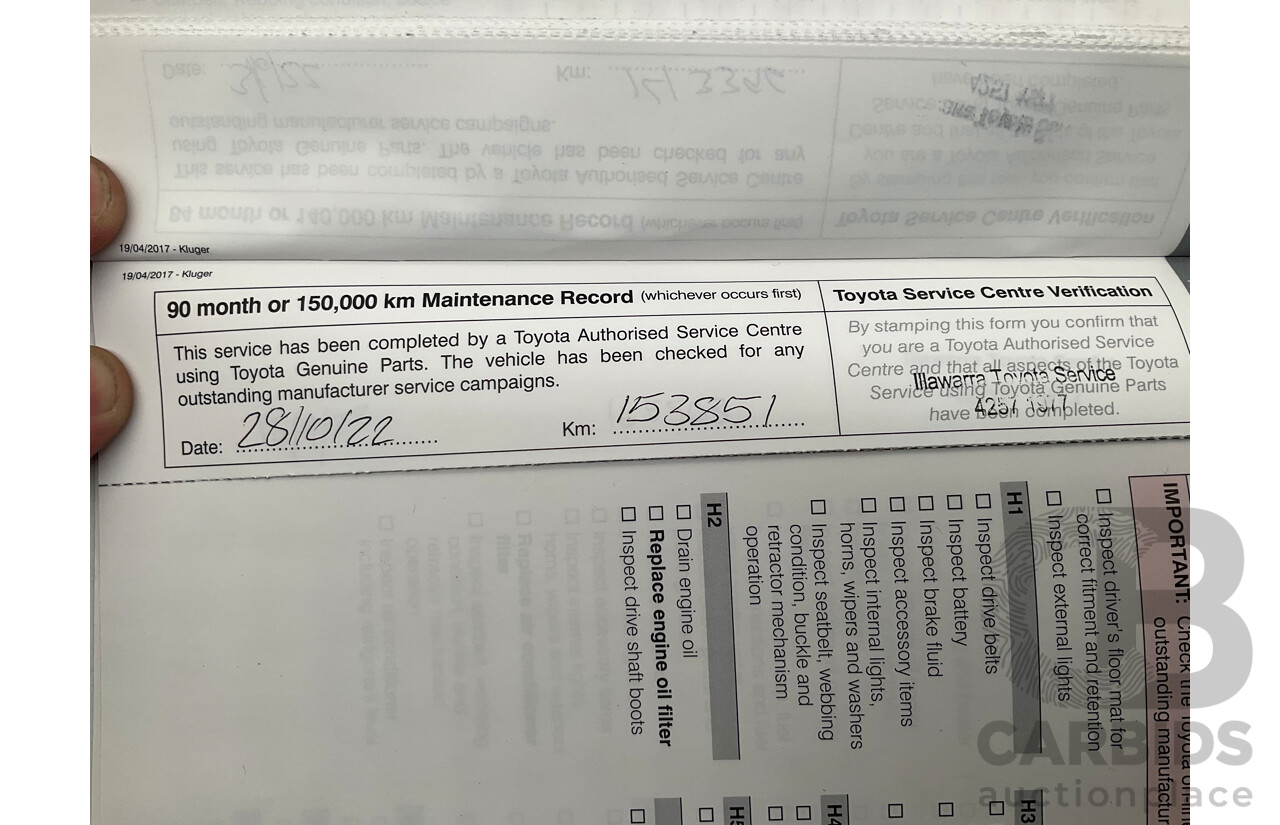 19/04/2017 - Kluger
19/04/2017 - Kluger
90 month or 150,000 km Maintenance Record (whichever occurs first)
This service has been completed by a Toyota Authorised Service Centre
using Toyota Genuine Parts. The vehicle has been checked for any
outstanding manufacturer service campaigns.
Date: 28/10/22
Km: 153851
Toyota Service Centre Verification
By stamping this form you confirm that
you are a Toyota Authorised Service
Centre and that all aspects of the Toyota
Service using Toyota Genuine Parts
have been completed.
Illawarra Toyota Service
IMPORTANT: Check the Toyota
outstanding
Inspect driver's floor mat for
correct fitment and retention
Inspect external lights
H1
Inspect drive belts
Inspect battery
Inspect brake fluid
Inspect accessory items
Inspect internal lights,
horns, wipers and washers
Inspect seatbelt, webbing
condition, buckle and
retractor mechanism
operation
H2
Drain engine oil
Replace engine oil filter
Inspect drive shaft boots
H3
H4
H5
CARBIDS
auctionplace